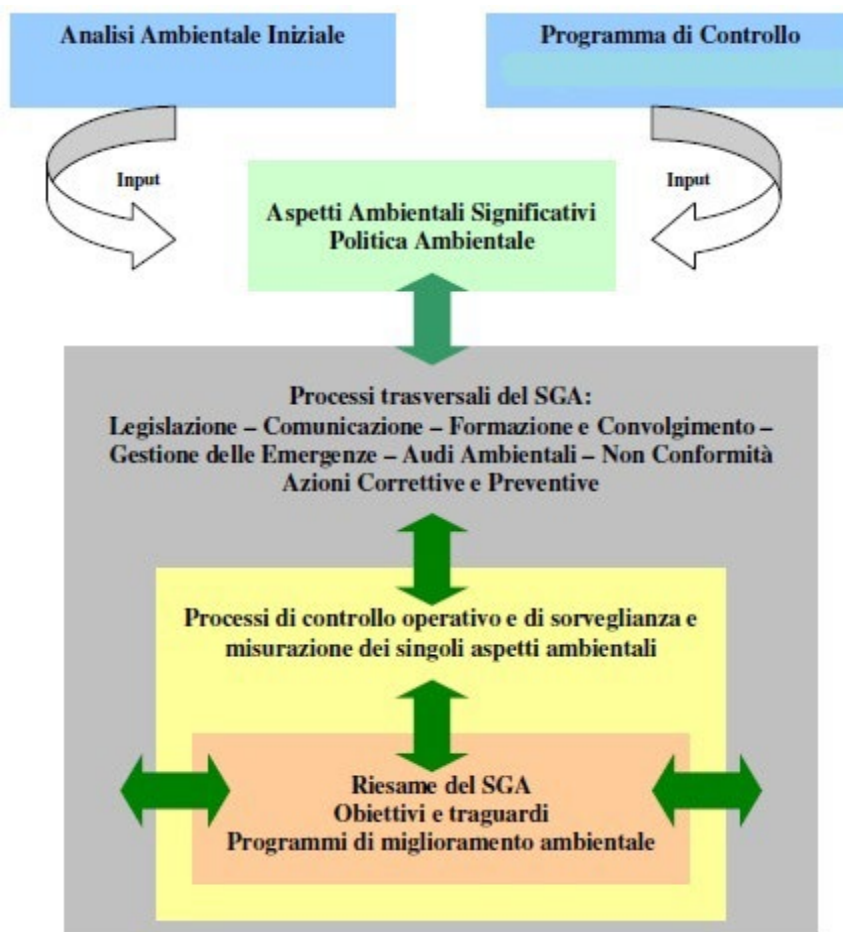 Analisi Ambientale Iniziale
Programma di Controllo
Input
Input
Aspetti Ambientali Significativi
Politica Ambientale
Processi trasversali del SGA:
Legislazione – Comunicazione – Formazione e Convolgimento –
Gestione delle Emergenze – Audi Ambientali – Non Conformità
Azioni Correttive e Preventive
Processi di controllo operativo e di sorveglianza e
misurazione dei singoli aspetti ambientali
Riesame del SGA
Obiettivi e traguardi
Programmi di miglioramento ambientale